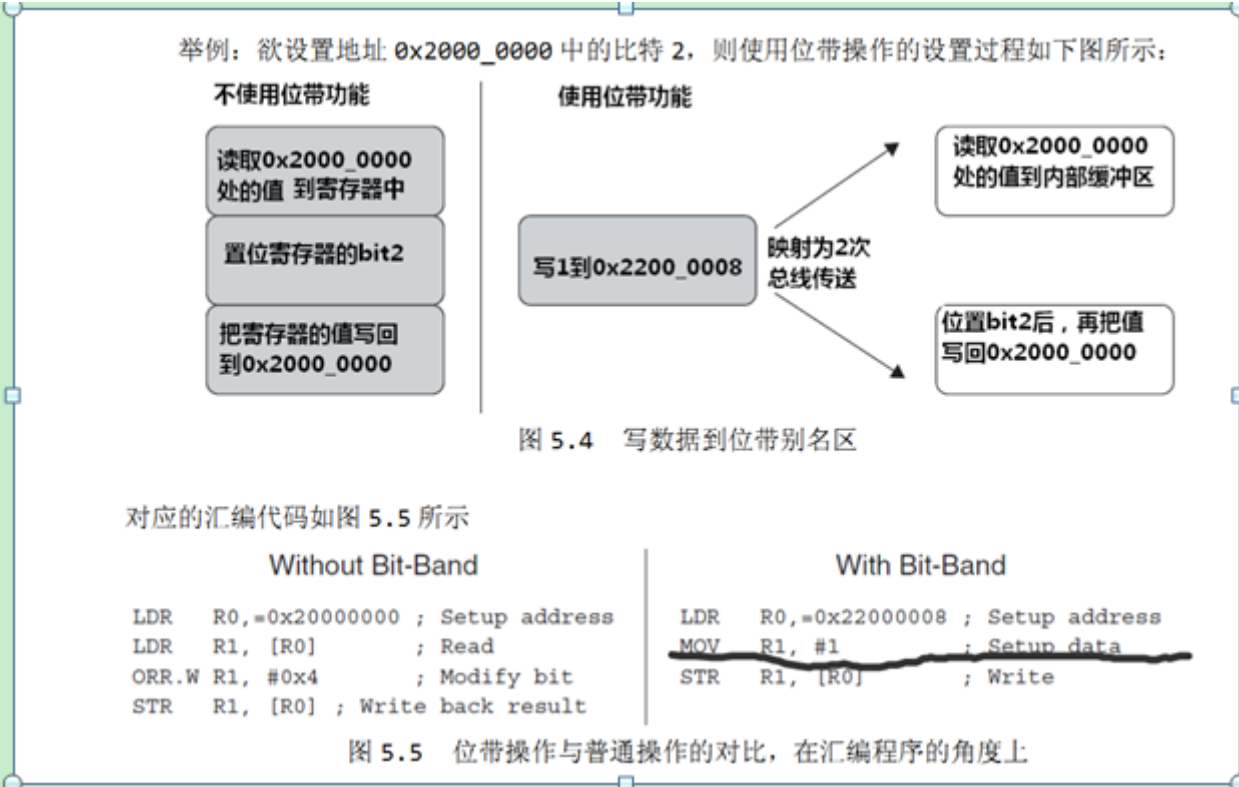 举例：欲设置地址 0x2000_0000 中的比特 2，则使用位带操作的设置过程如下图所示：
不使用位带功能
使用位带功能
读取0x2000_0000
处的值 到寄存器中
置位寄存器的bit2
把寄存器的值写回
到0x2000_0000
写1到0x2200_0008
映射为2次
总线传送
读取0x2000_0000
处的值到内部缓冲区
位置bit2后，再把值
写回0x2000_0000
图 5.4 写数据到位带别名区
对应的汇编代码如图 5.5 所示
Without Bit-Band
LDR R0,=0x20000000 ; Setup address
LDR R1, [R0] ; Read
ORR.W R1, #0x4 ; Modify bit
STR R1, [R0] ; Write back result
With Bit-Band
LDR R0,=0x22000008 ; Setup address
MOV R1, #1 ; Setup data
STR R1, [R0] ; Write
图 5.5 位带操作与普通操作的对比，在汇编程序的角度上